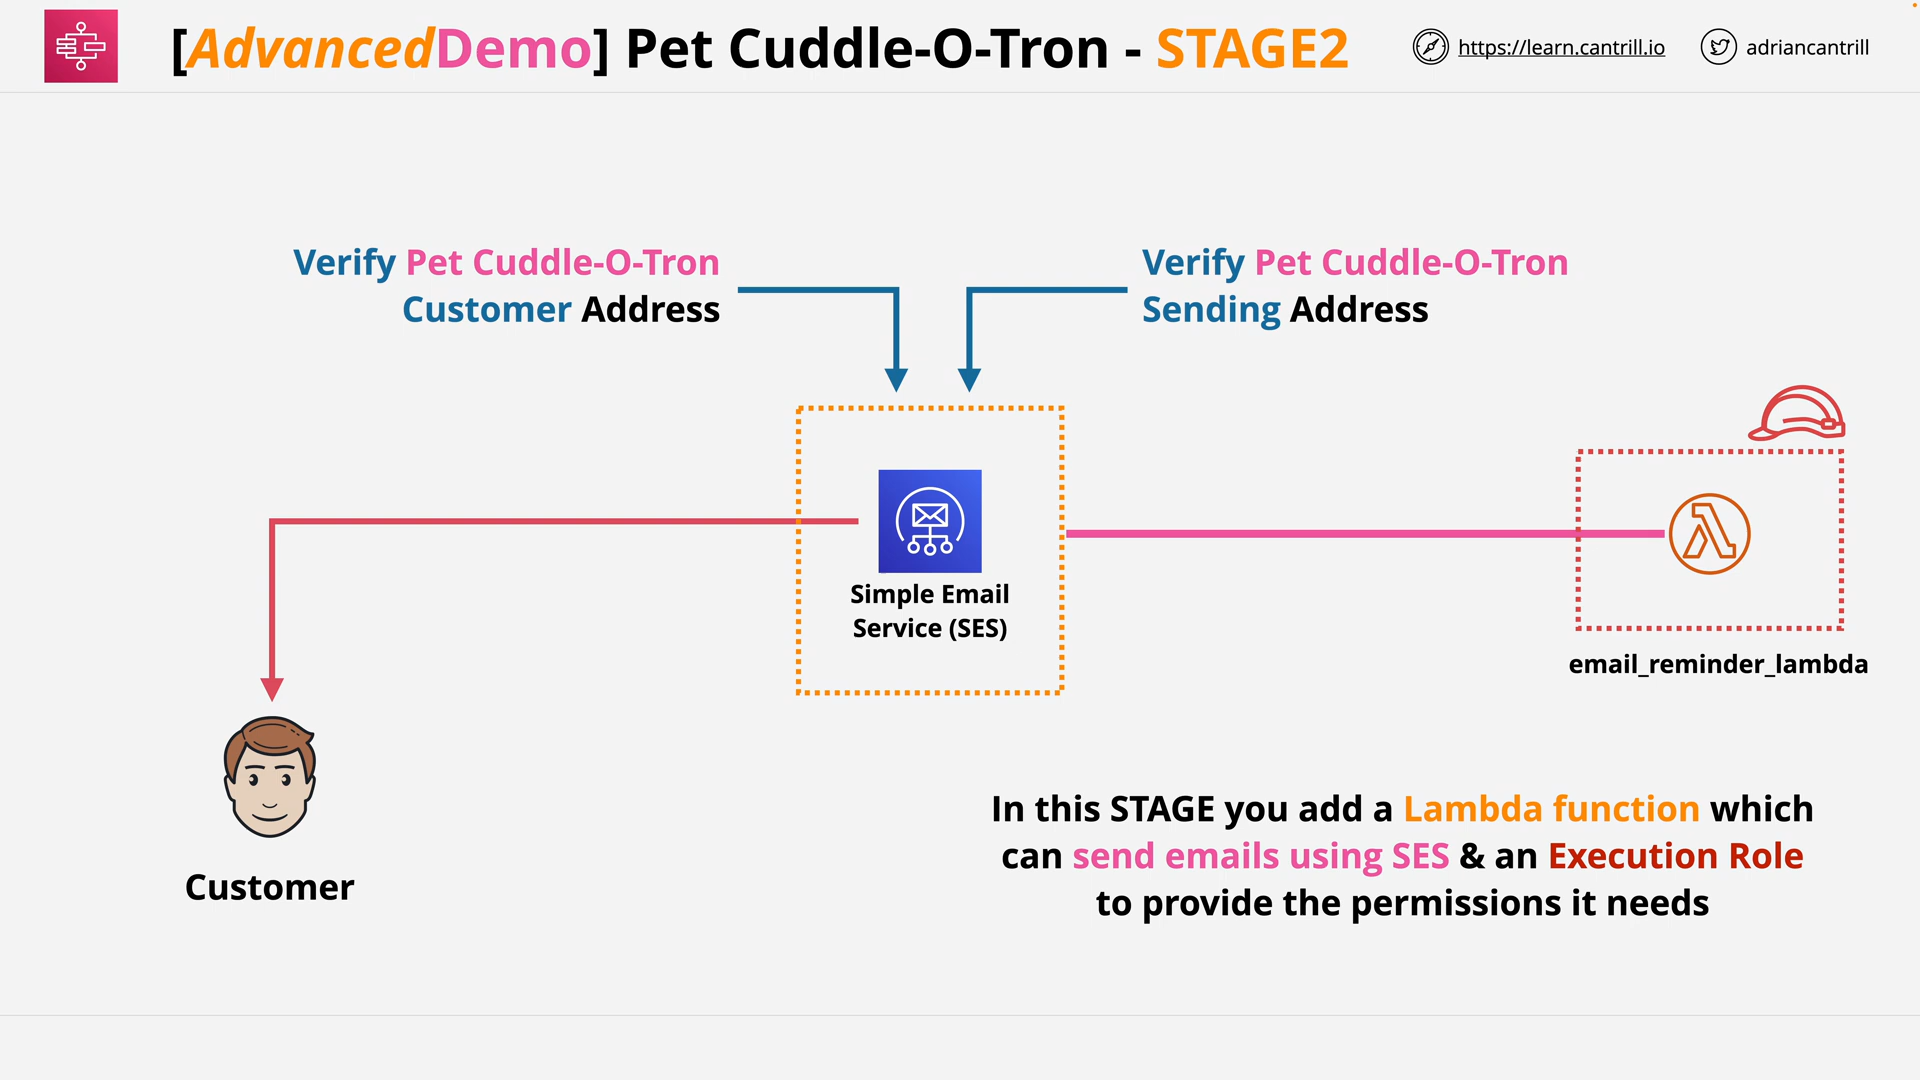 [AdvancedDemo] Pet Cuddle-O-Tron - STAGE2
https://learn.cantrill.io
adriancantrill
Verify Pet Cuddle-O-Tron
Customer Address
Verify Pet Cuddle-O-Tron
Sending Address
Simple Email
Service (SES)
email_reminder_lambda
Customer
In this STAGE you add a Lambda function which
can send emails using SES & an Execution Role
to provide the permissions it needs